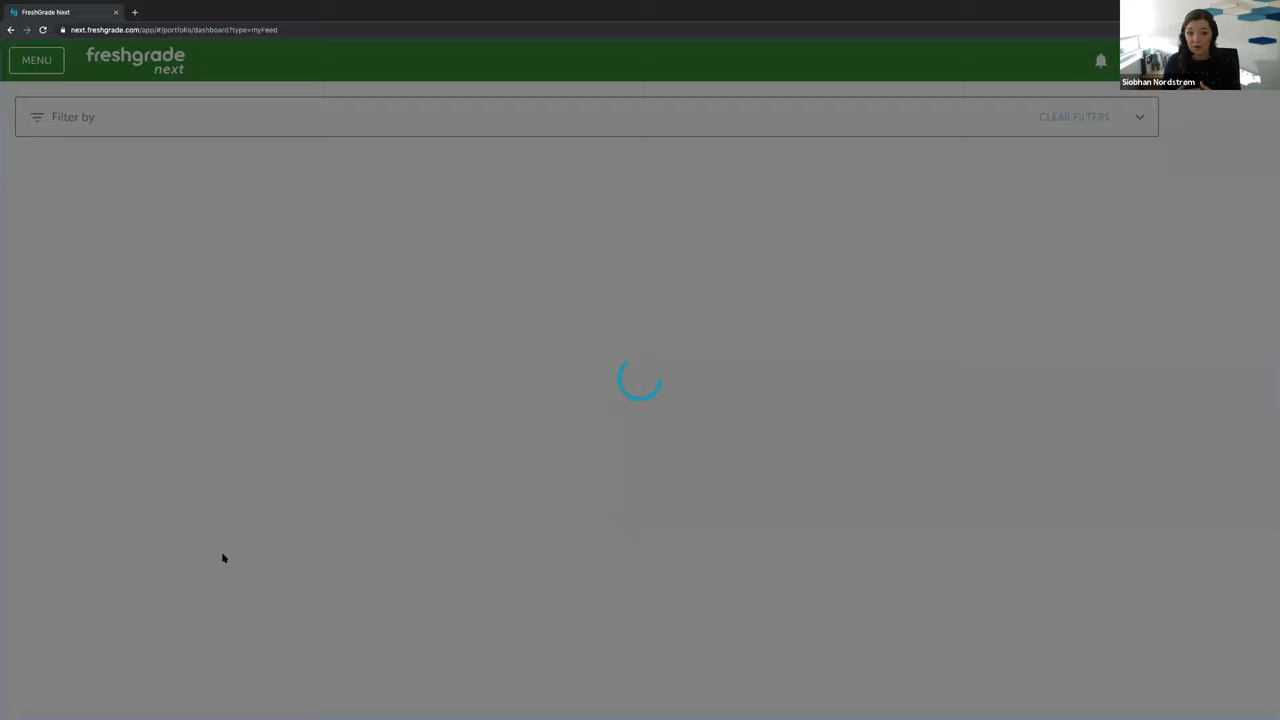 FreshGrade Next
next.freshgrade.com/app/#/portfolio/dashboard?type=myFeed
MENU
freshgrade
next
Siobhan Nordstrom
Filter by
CLEAR FILTERS